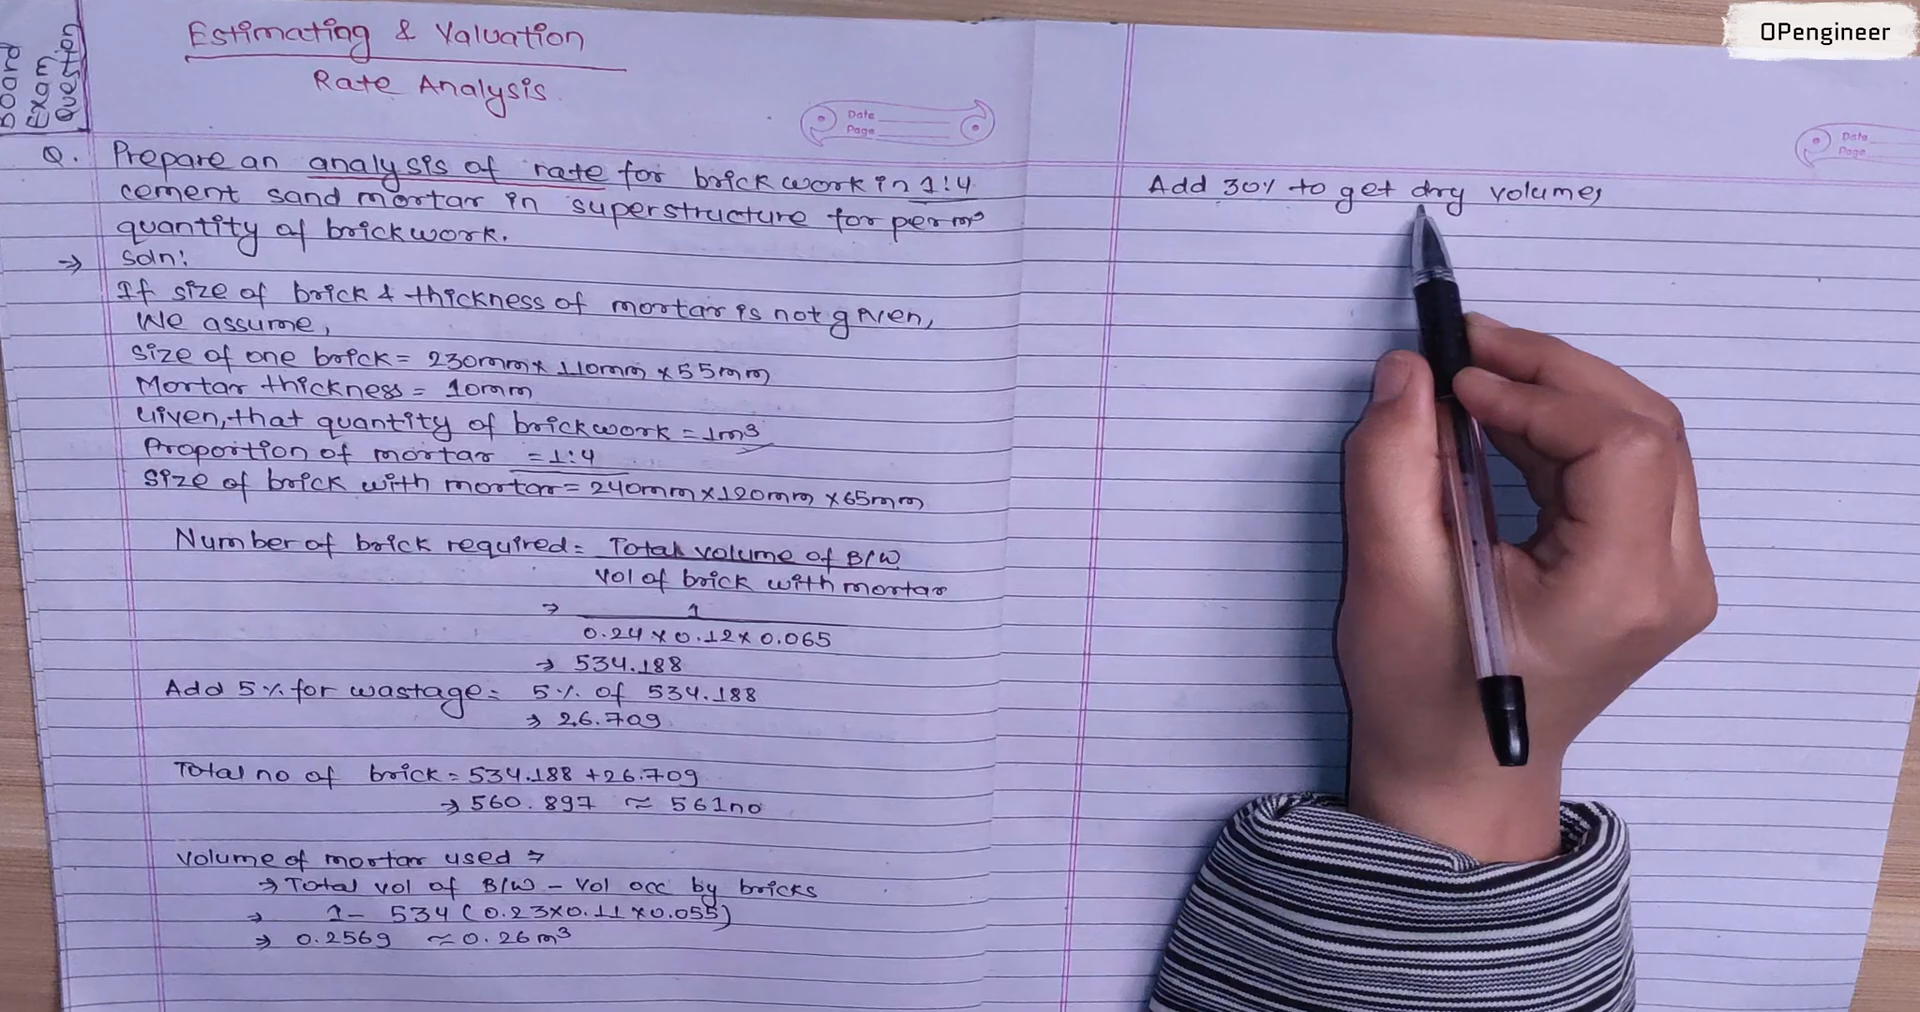 OPengineer
Board
Exam
Question
Estimating & Valuation
Rate Analysis
Date
Page
Q. Prepare an analysis of rate for brick work in 1:4
cement sand mortar in superstructure for per m³
quantity of brickwork.
→ Soln:
If size of brick & thickness of mortar is not given,
We assume,
Size of one brick = 230mm × 110mm × 55mm
Mortar thickness = 10mm
Given, that quantity of brickwork = 1m³
Proportion of mortar = 1:4
Size of brick with mortar = 240mm × 120mm × 65mm
Number of brick required = Total volume of B/W
Vol of brick with mortar
→ 1
0.24 × 0.12 × 0.065
→ 534.188
Add 5% for wastage = 5% of 534.188
→ 26.709
Total no of brick = 534.188 + 26.709
→ 560.897 ≈ 561no
Volume of mortar used →
→ Total vol of B/W - Vol occ by bricks
→ 1 - 534 (0.23×0.11×0.055)
→ 0.2569 ≈ 0.26m³
Date
Page
Add 30% to get dry volume,